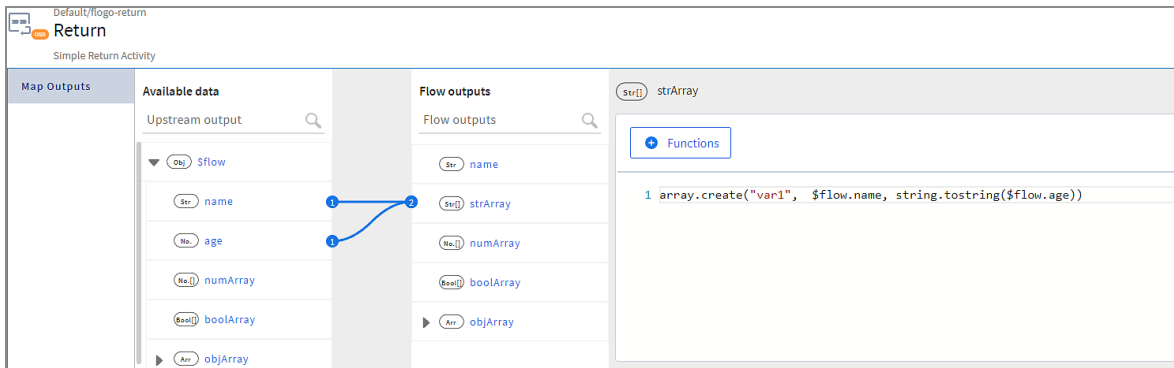 Default/flogo-return
OSS
Return
Simple Return Activity
Map Outputs
Available data
Upstream output
Obj $flow
Str name
No. age
No.[] numArray
Bool[] boolArray
Arr objArray
1
1
2
Flow outputs
Flow outputs
Str name
Str[] strArray
No.[] numArray
Bool[] boolArray
Arr objArray
Str[] strArray
+ Functions
1 array.create("var1",  $flow.name, string.tostring($flow.age))